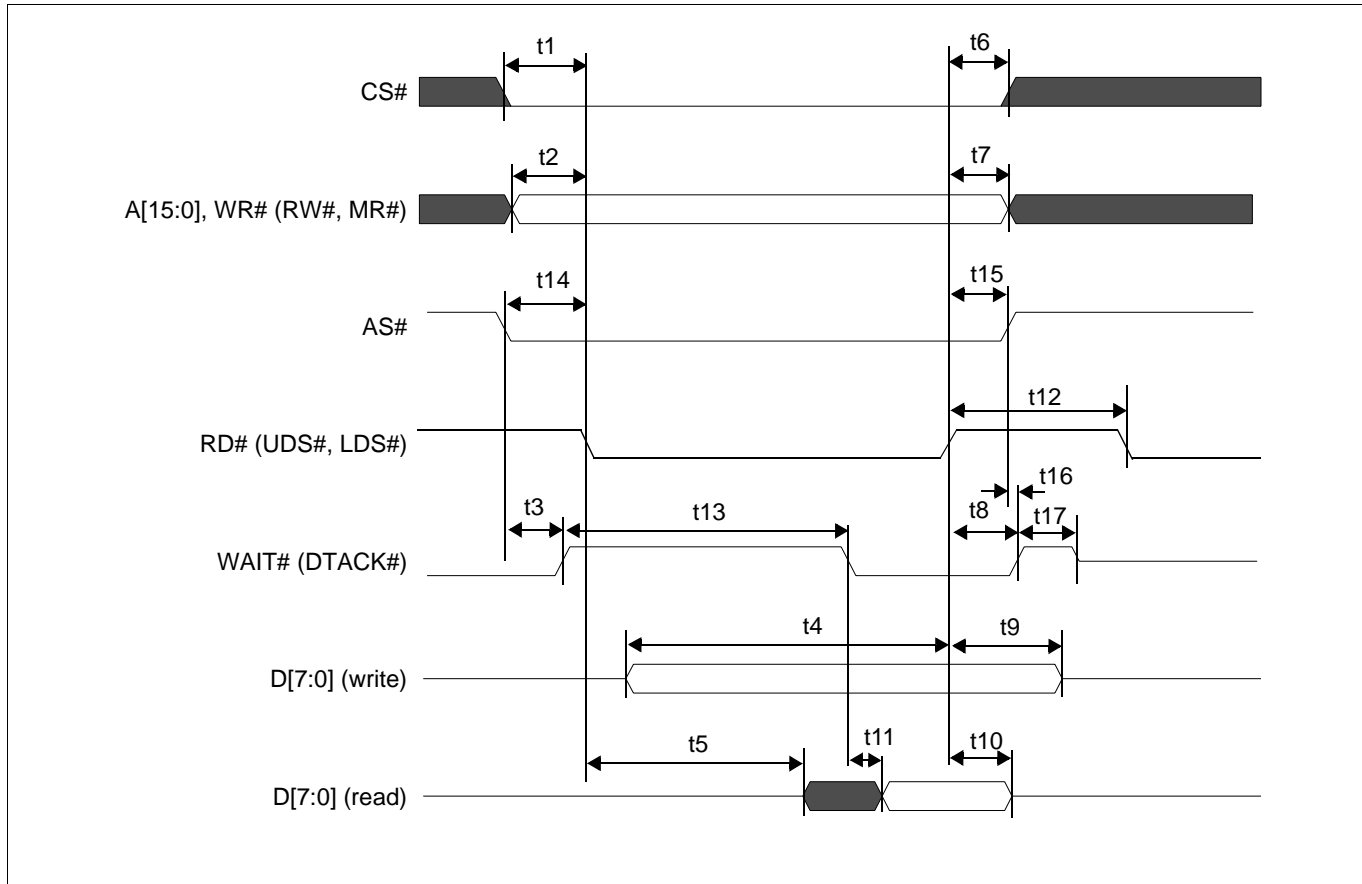 t1
t6
CS#
t2
t7
A[15:0], WR# (RW#, MR#)
t14
t15
AS#
t12
RD# (UDS#, LDS#)
t16
t3
t13
t8
t17
WAIT# (DTACK#)
t4
t9
D[7:0] (write)
t5
t11
t10
D[7:0] (read)